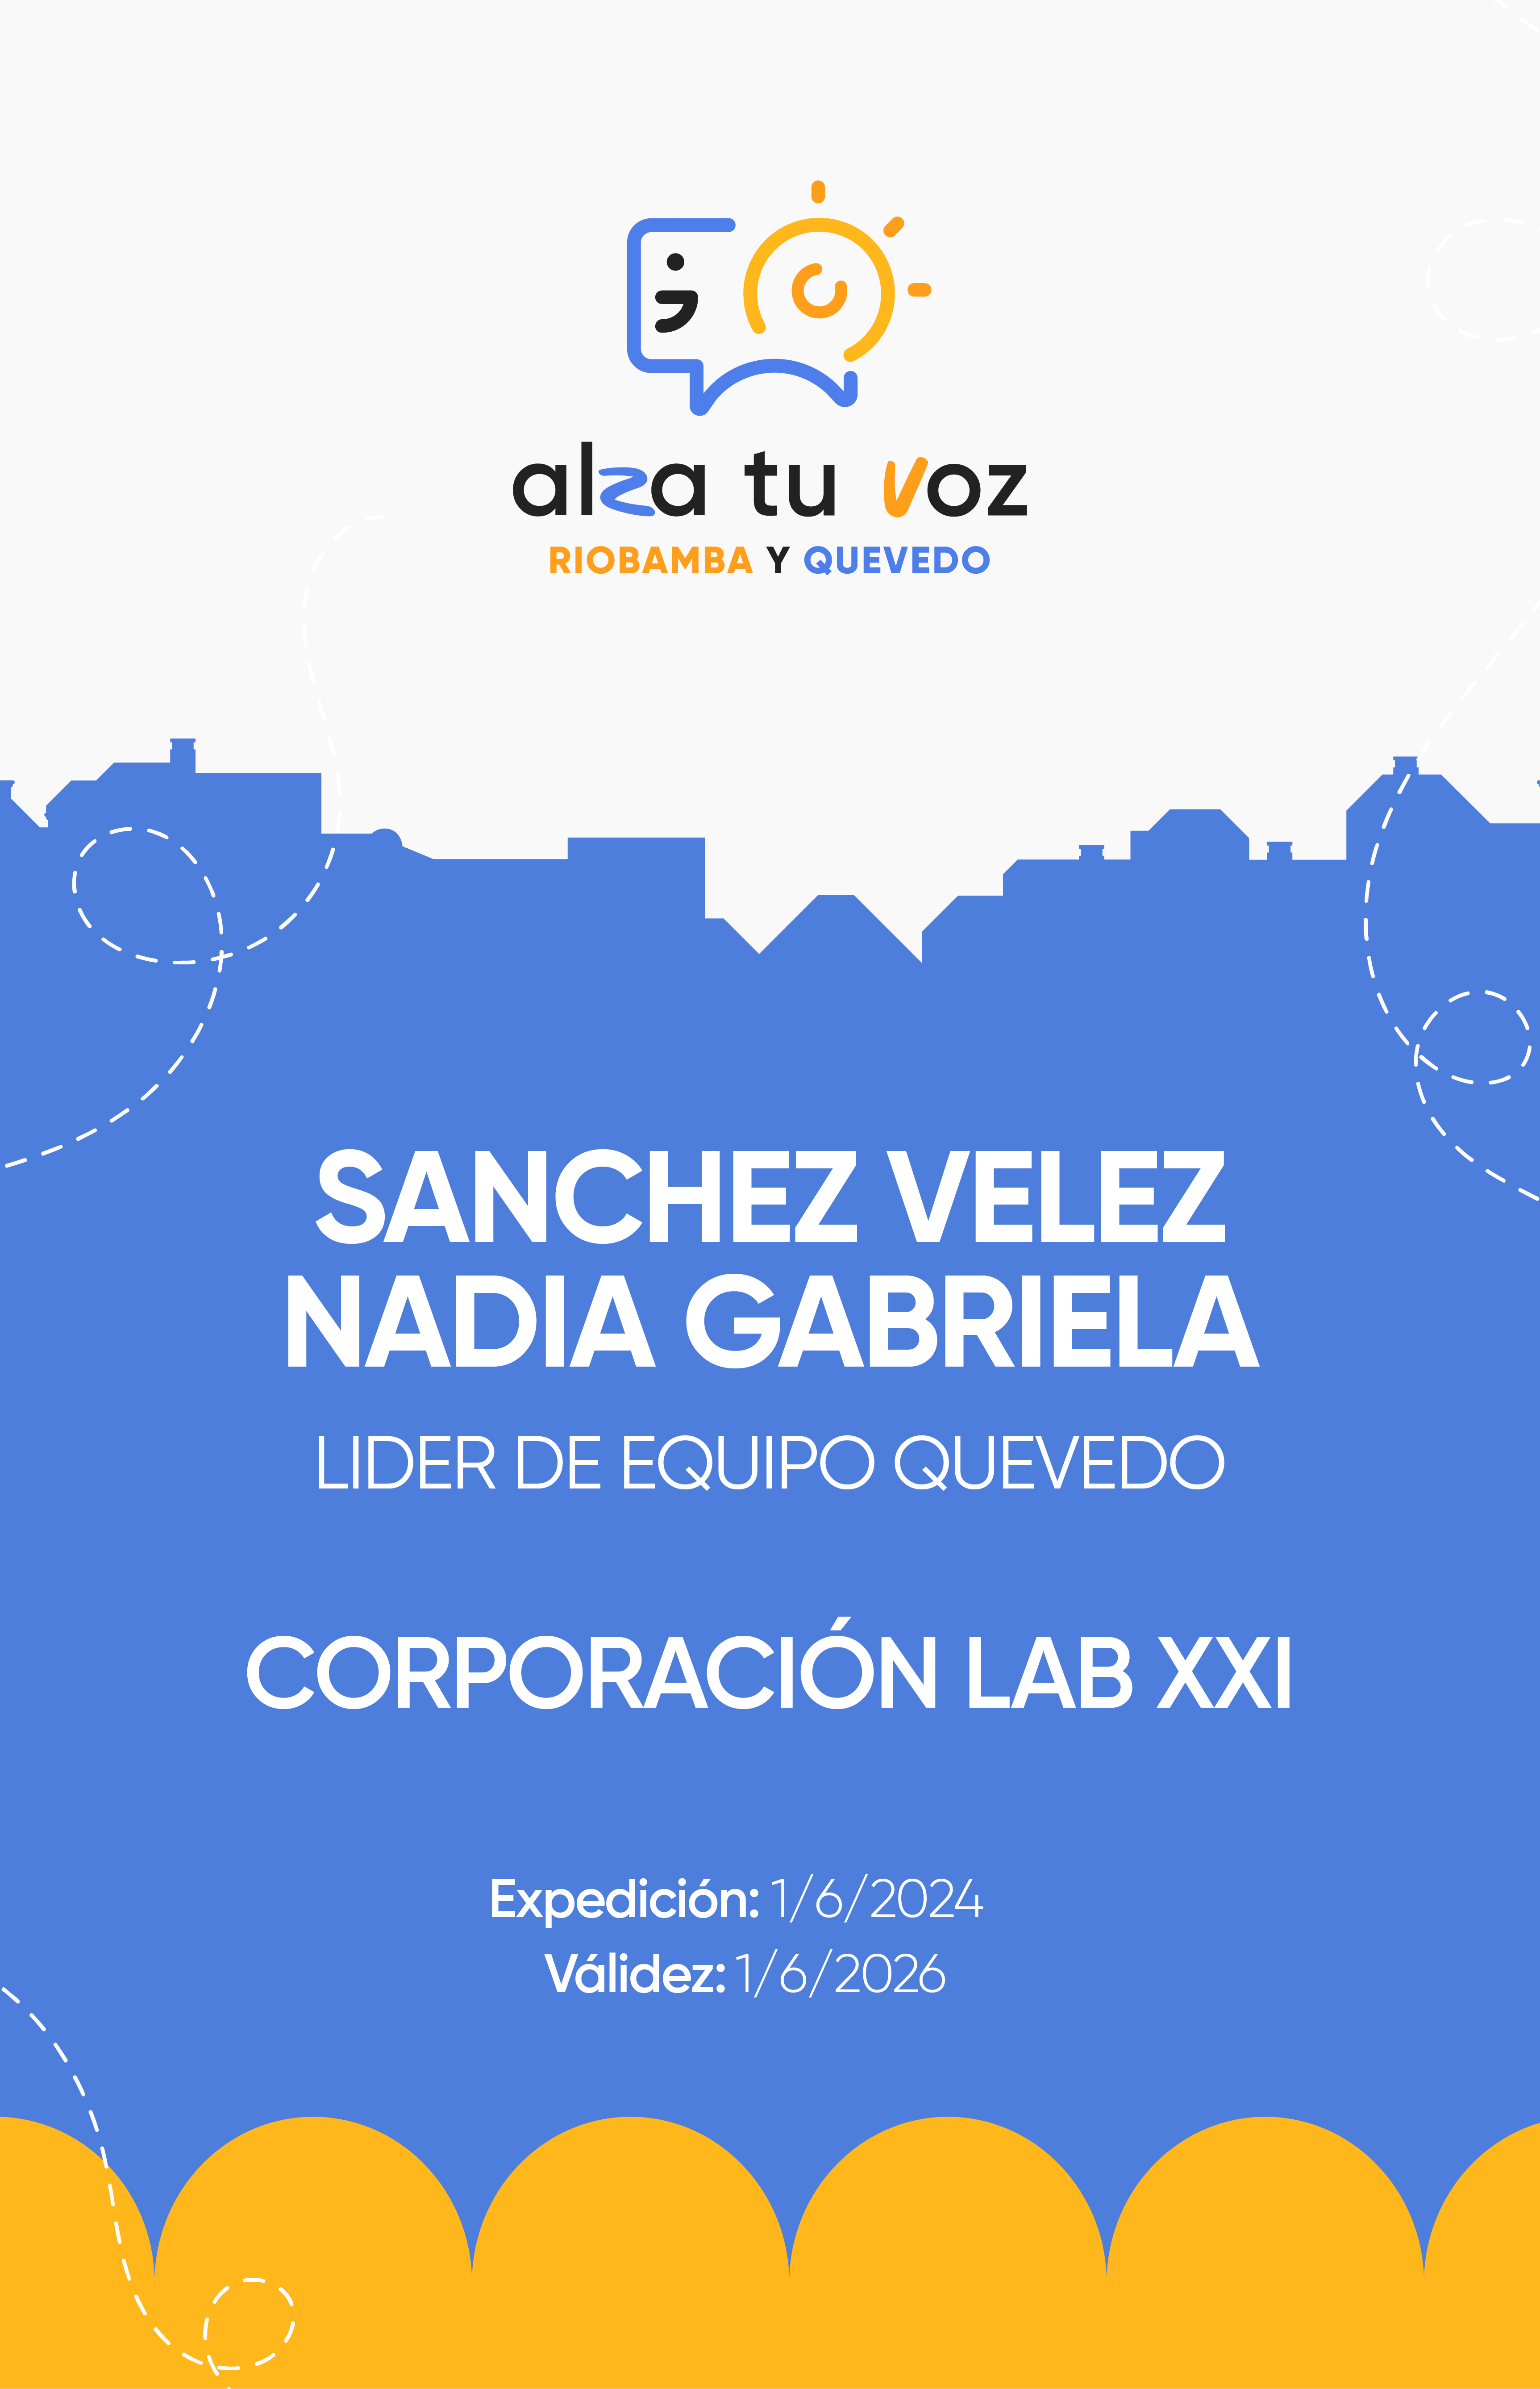 alza tu voz
RIOBAMBA Y QUEVEDO
SANCHEZ VELEZ
NADIA GABRIELA
LIDER DE EQUIPO QUEVEDO
CORPORACIÓN LAB XXI
Expedición: 1/6/2024
Válidez: 1/6/2026